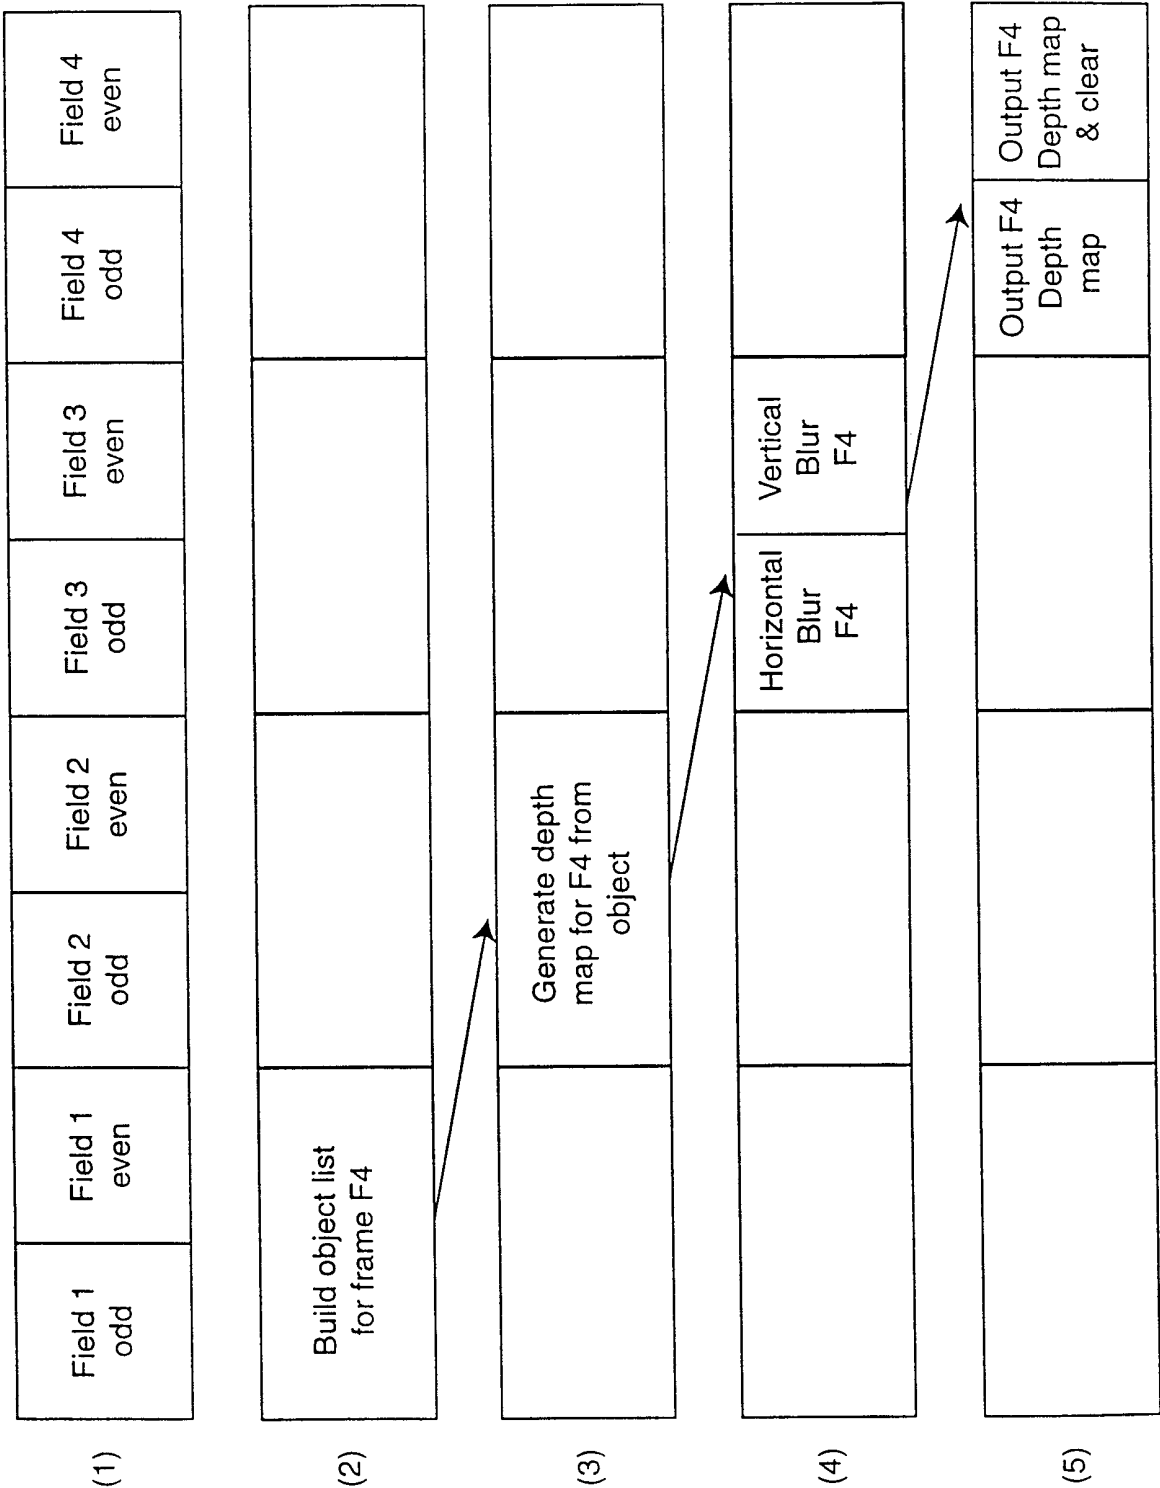 (1)
Field 1
odd
Field 1
even
Field 2
odd
Field 2
even
Field 3
odd
Field 3
even
Field 4
odd
Field 4
even
(2)
Build object list
for frame F4
(3)
Generate depth
map for F4 from
object
(4)
Horizontal
Blur
F4
Vertical
Blur
F4
(5)
Output F4
Depth
map
Output F4
Depth map
& clear